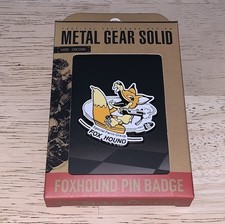 METAL GEAR SOLID
FOX HOUND
FOXHOUND PIN BADGE